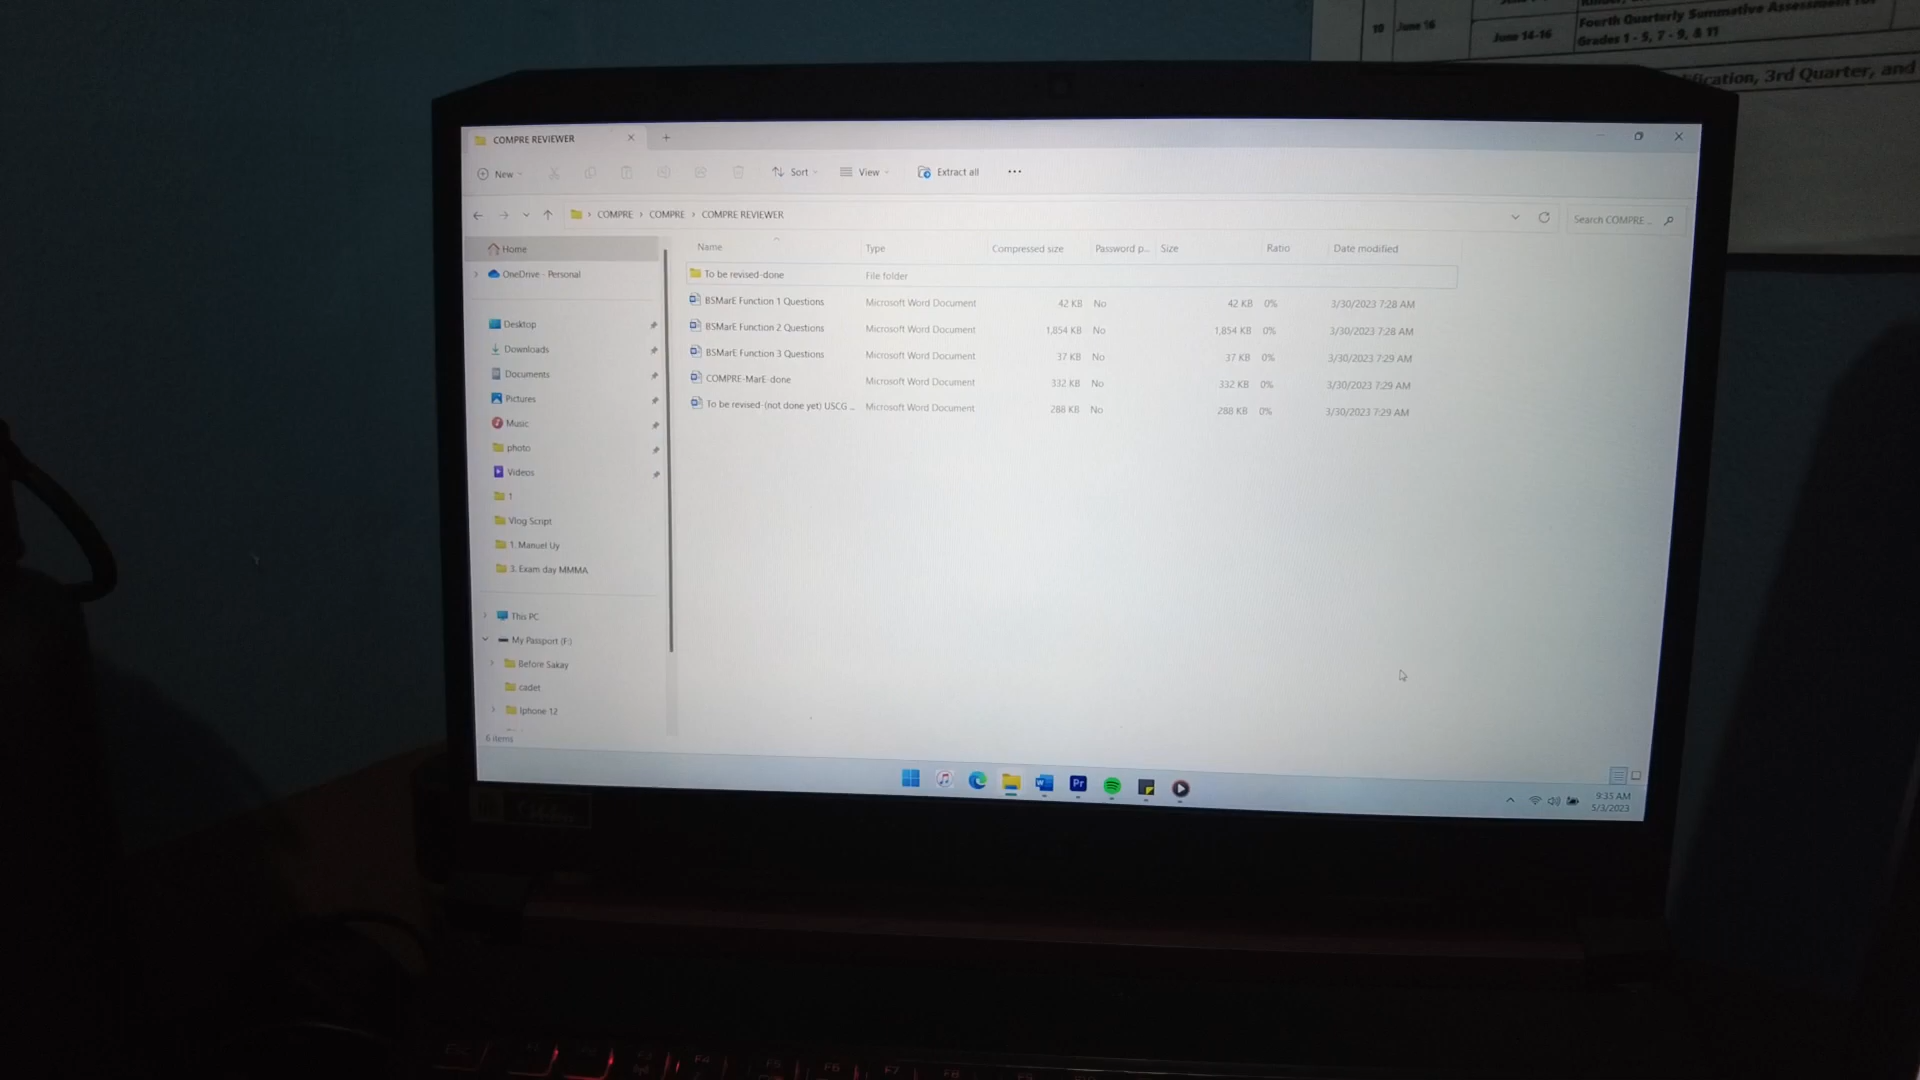 10 June 16
June 14-16
Fourth Quarterly Summative Assessment for
Grades 1 - 5, 7 - 9, & 11
3rd Quarter, and
COMPRE REVIEWER
New
Sort
View
Extract all
COMPRE > COMPRE > COMPRE REVIEWER
Search COMPRE ...
Home
OneDrive - Personal
Desktop
Downloads
Documents
Pictures
Music
photo
Videos
1
Vlog Script
1. Manuel Uy
3. Exam day MMMA
This PC
My Passport (F:)
Before Sakay
cadet
Iphone 12
6 items
Name Type Compressed size Password p... Size Ratio Date modified
To be revised-done File folder
BSMarE Function 1 Questions Microsoft Word Document 42 KB No 42 KB 0% 3/30/2023 7:28 AM
BSMarE Function 2 Questions Microsoft Word Document 1,854 KB No 1,854 KB 0% 3/30/2023 7:28 AM
BSMarE Function 3 Questions Microsoft Word Document 37 KB No 37 KB 0% 3/30/2023 7:29 AM
COMPRE-MarE-done Microsoft Word Document 332 KB No 332 KB 0% 3/30/2023 7:29 AM
To be revised-(not done yet) USCG ... Microsoft Word Document 288 KB No 288 KB 0% 3/30/2023 7:29 AM
Pr
9:35 AM
5/3/2023
F4 F5 F6 F7 F8